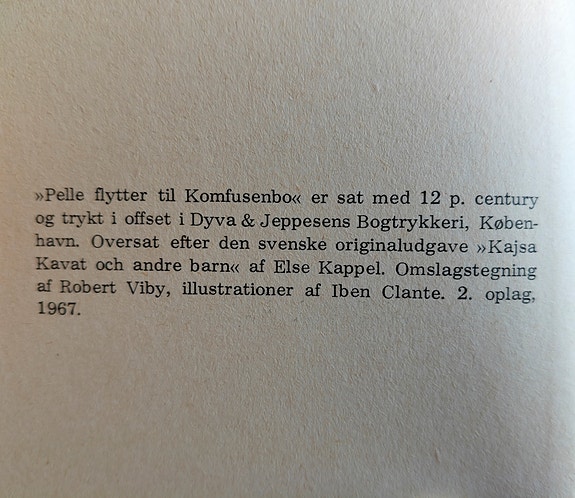 »Pelle flytter til Komfusenbo« er sat med 12 p. century
og trykt i offset i Dyva & Jeppesens Bogtrykkeri, Køben-
havn. Oversat efter den svenske originaludgave »Kajsa
Kavat och andre barn« af Else Kappel. Omslagstegning
af Robert Viby, illustrationer af Iben Clante. 2. oplag,
1967.